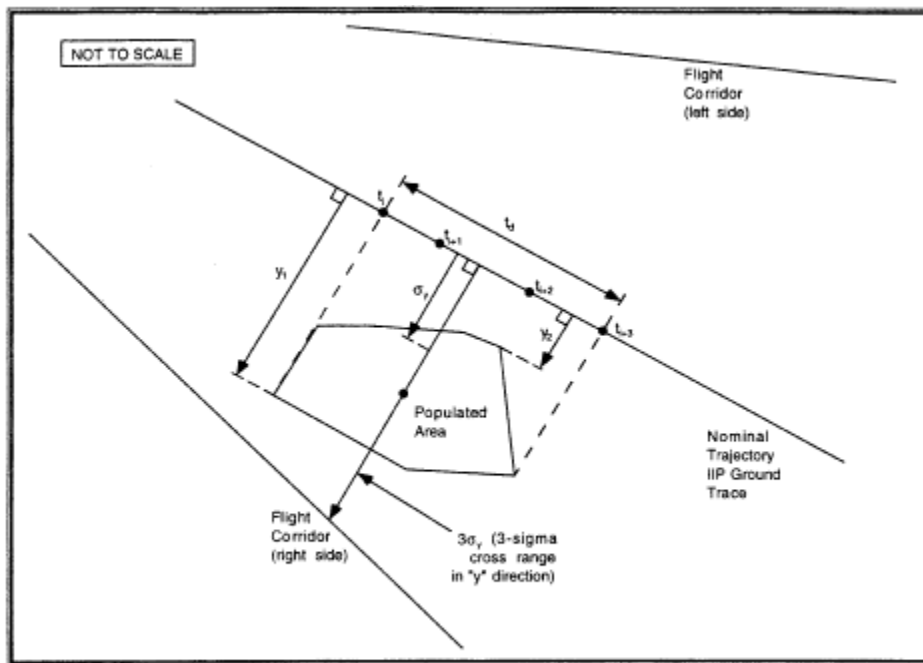 NOT TO SCALE
Flight
Corridor
(left side)
tᵢ
tᵢ₊₁
t_d
y₁
σᵧ
tᵢ₊₂
y₂
tᵢ₊₃
Populated
Area
Nominal
Trajectory
IIP Ground
Trace
Flight
Corridor
(right side)
3σᵧ (3-sigma
cross range
in "y" direction)